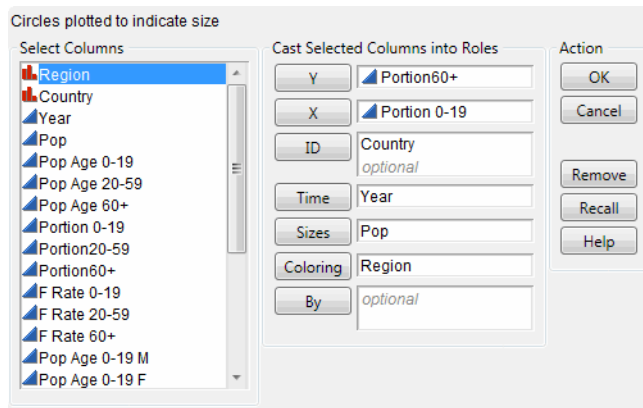 Circles plotted to indicate size
Select Columns
Region
Country
Year
Pop
Pop Age 0-19
Pop Age 20-59
Pop Age 60+
Portion 0-19
Portion20-59
Portion60+
F Rate 0-19
F Rate 20-59
F Rate 60+
Pop Age 0-19 M
Pop Age 0-19 F
Cast Selected Columns into Roles
Y Portion60+
X Portion 0-19
ID Country
optional
Time Year
Sizes Pop
Coloring Region
By optional
Action
OK
Cancel
Remove
Recall
Help